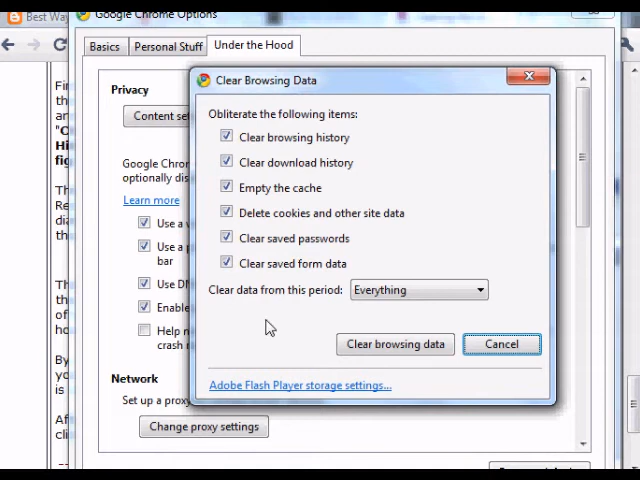 Best Way
Google Chrome Options
Basics
Personal Stuff
Under the Hood
Privacy
Content
Google Chro
optionally dis
Learn more
Use a
Use a
bar
Use
Enable
Help
crash
Network
Set up a
Change proxy settings
Clear Browsing Data
Obliterate the following items:
Clear browsing history
Clear download history
Empty the cache
Delete cookies and other site data
Clear saved passwords
Clear saved form data
Clear data from this period: Everything
Clear browsing data
Cancel
Adobe Flash Player storage settings...